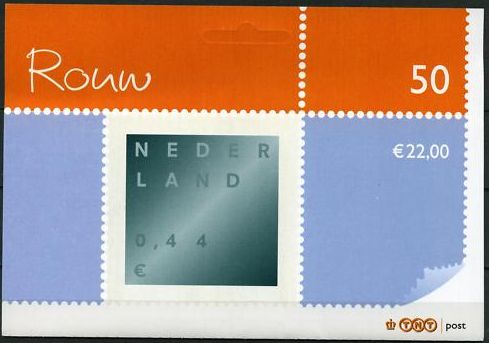 Rouw
50
€22,00
NEDER
LAND
0,44
€
TNT post